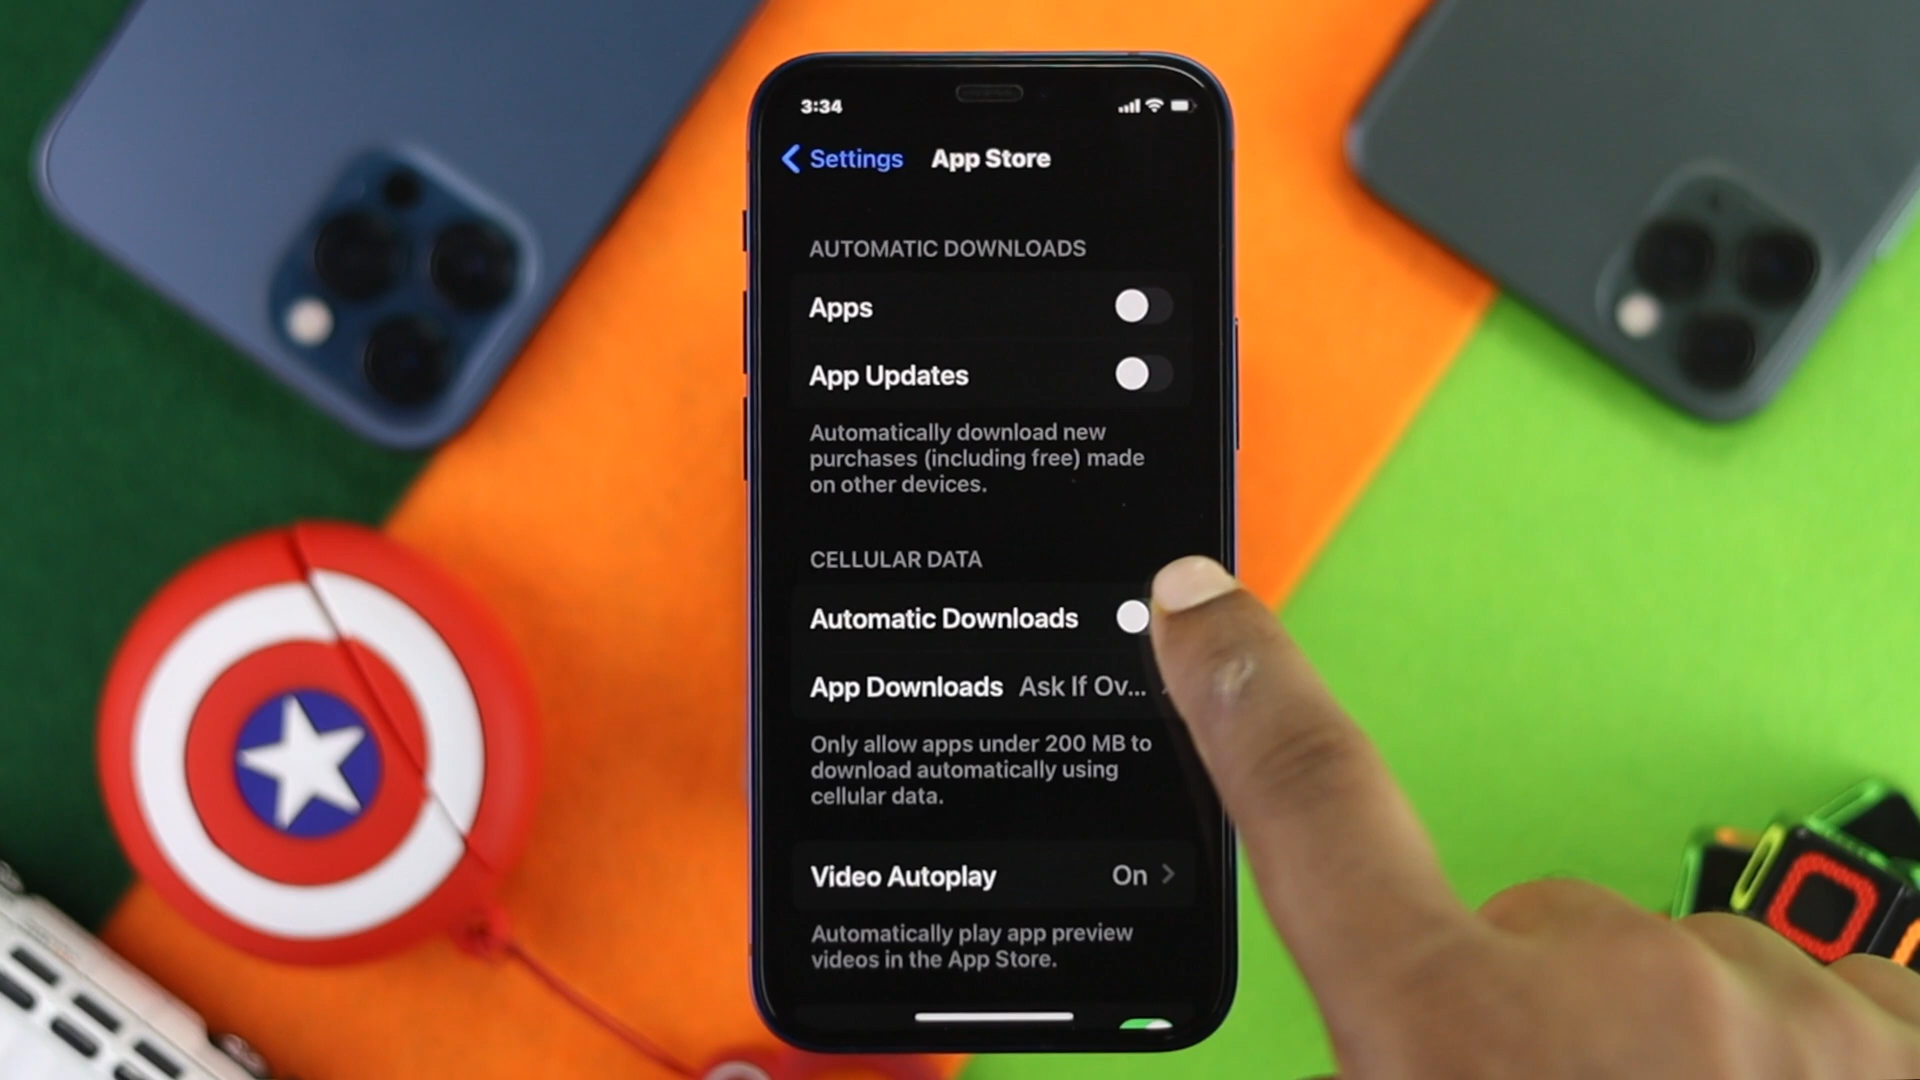 3:34
Settings App Store
AUTOMATIC DOWNLOADS
Apps
App Updates
Automatically download new
purchases (including free) made
on other devices.
CELLULAR DATA
Automatic Downloads
App Downloads Ask If Ov...
Only allow apps under 200 MB to
download automatically using
cellular data.
Video Autoplay On
Automatically play app preview
videos in the App Store.